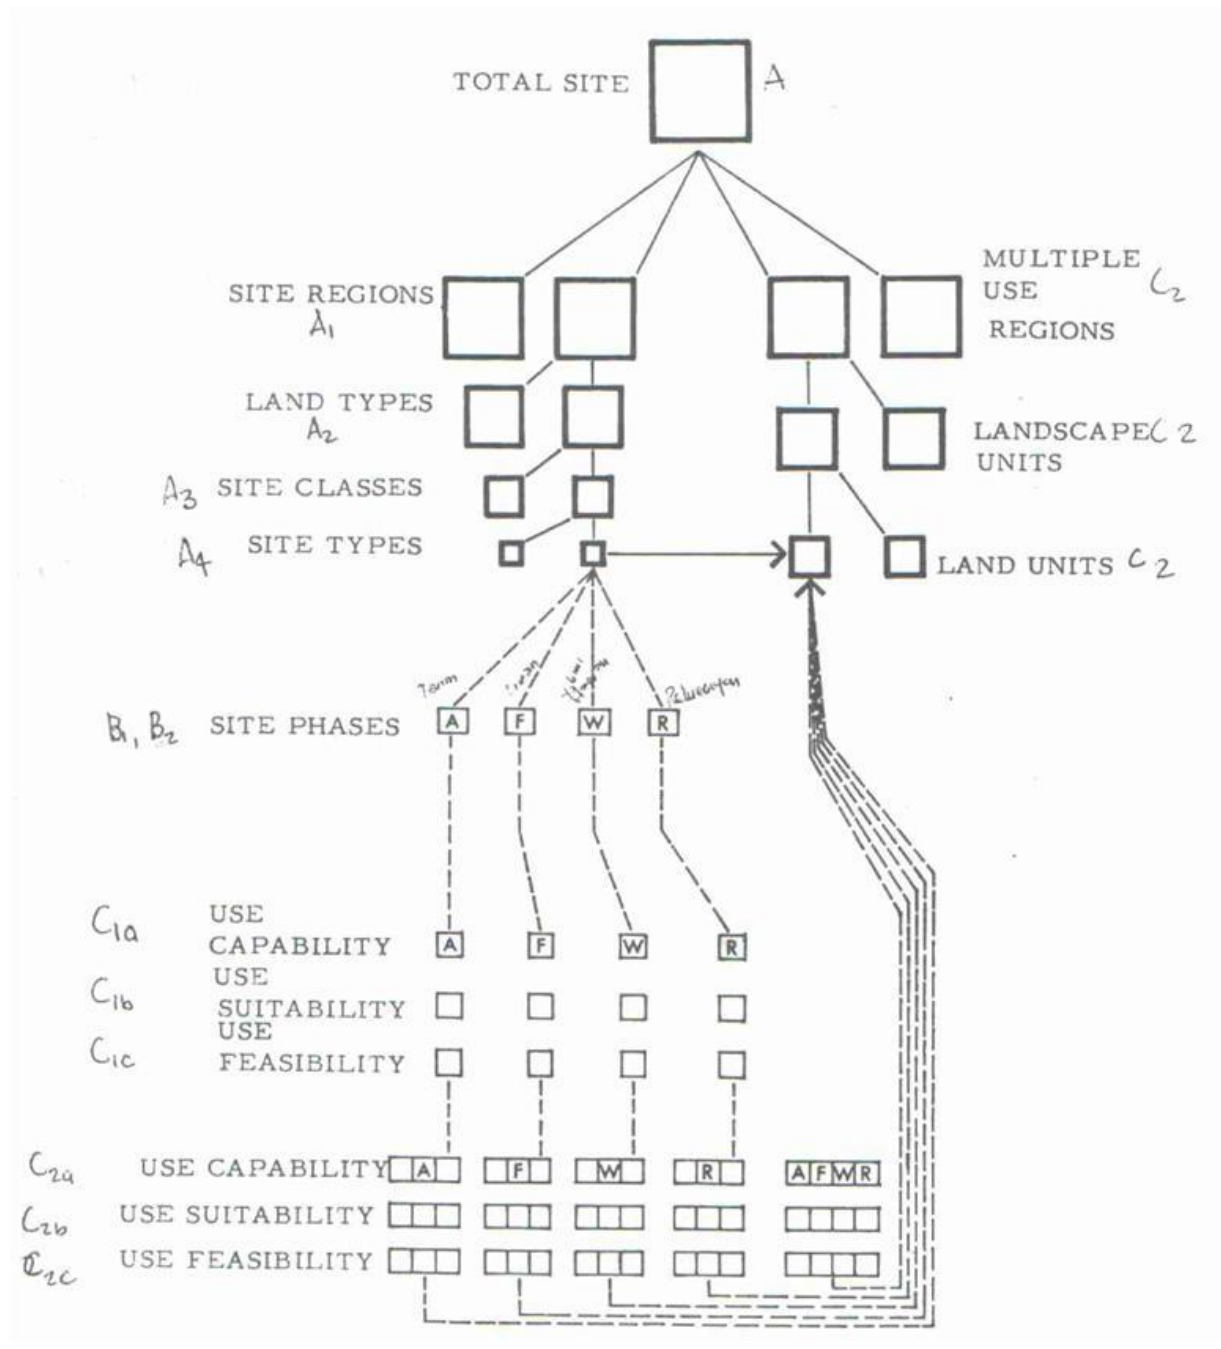 TOTAL SITE A
SITE REGIONS
A1
MULTIPLE
USE C2
REGIONS
LAND TYPES
A2
LANDSCAPE C2
UNITS
A3 SITE CLASSES
A4 SITE TYPES
LAND UNITS C2
Tarım Orman
B1, B2 SITE PHASES A F W R
C1a USE
CAPABILITY A F W R
C1b USE
SUITABILITY
C1c USE
FEASIBILITY
C2a USE CAPABILITY A F W R A F W R
C2b USE SUITABILITY
C2c USE FEASIBILITY